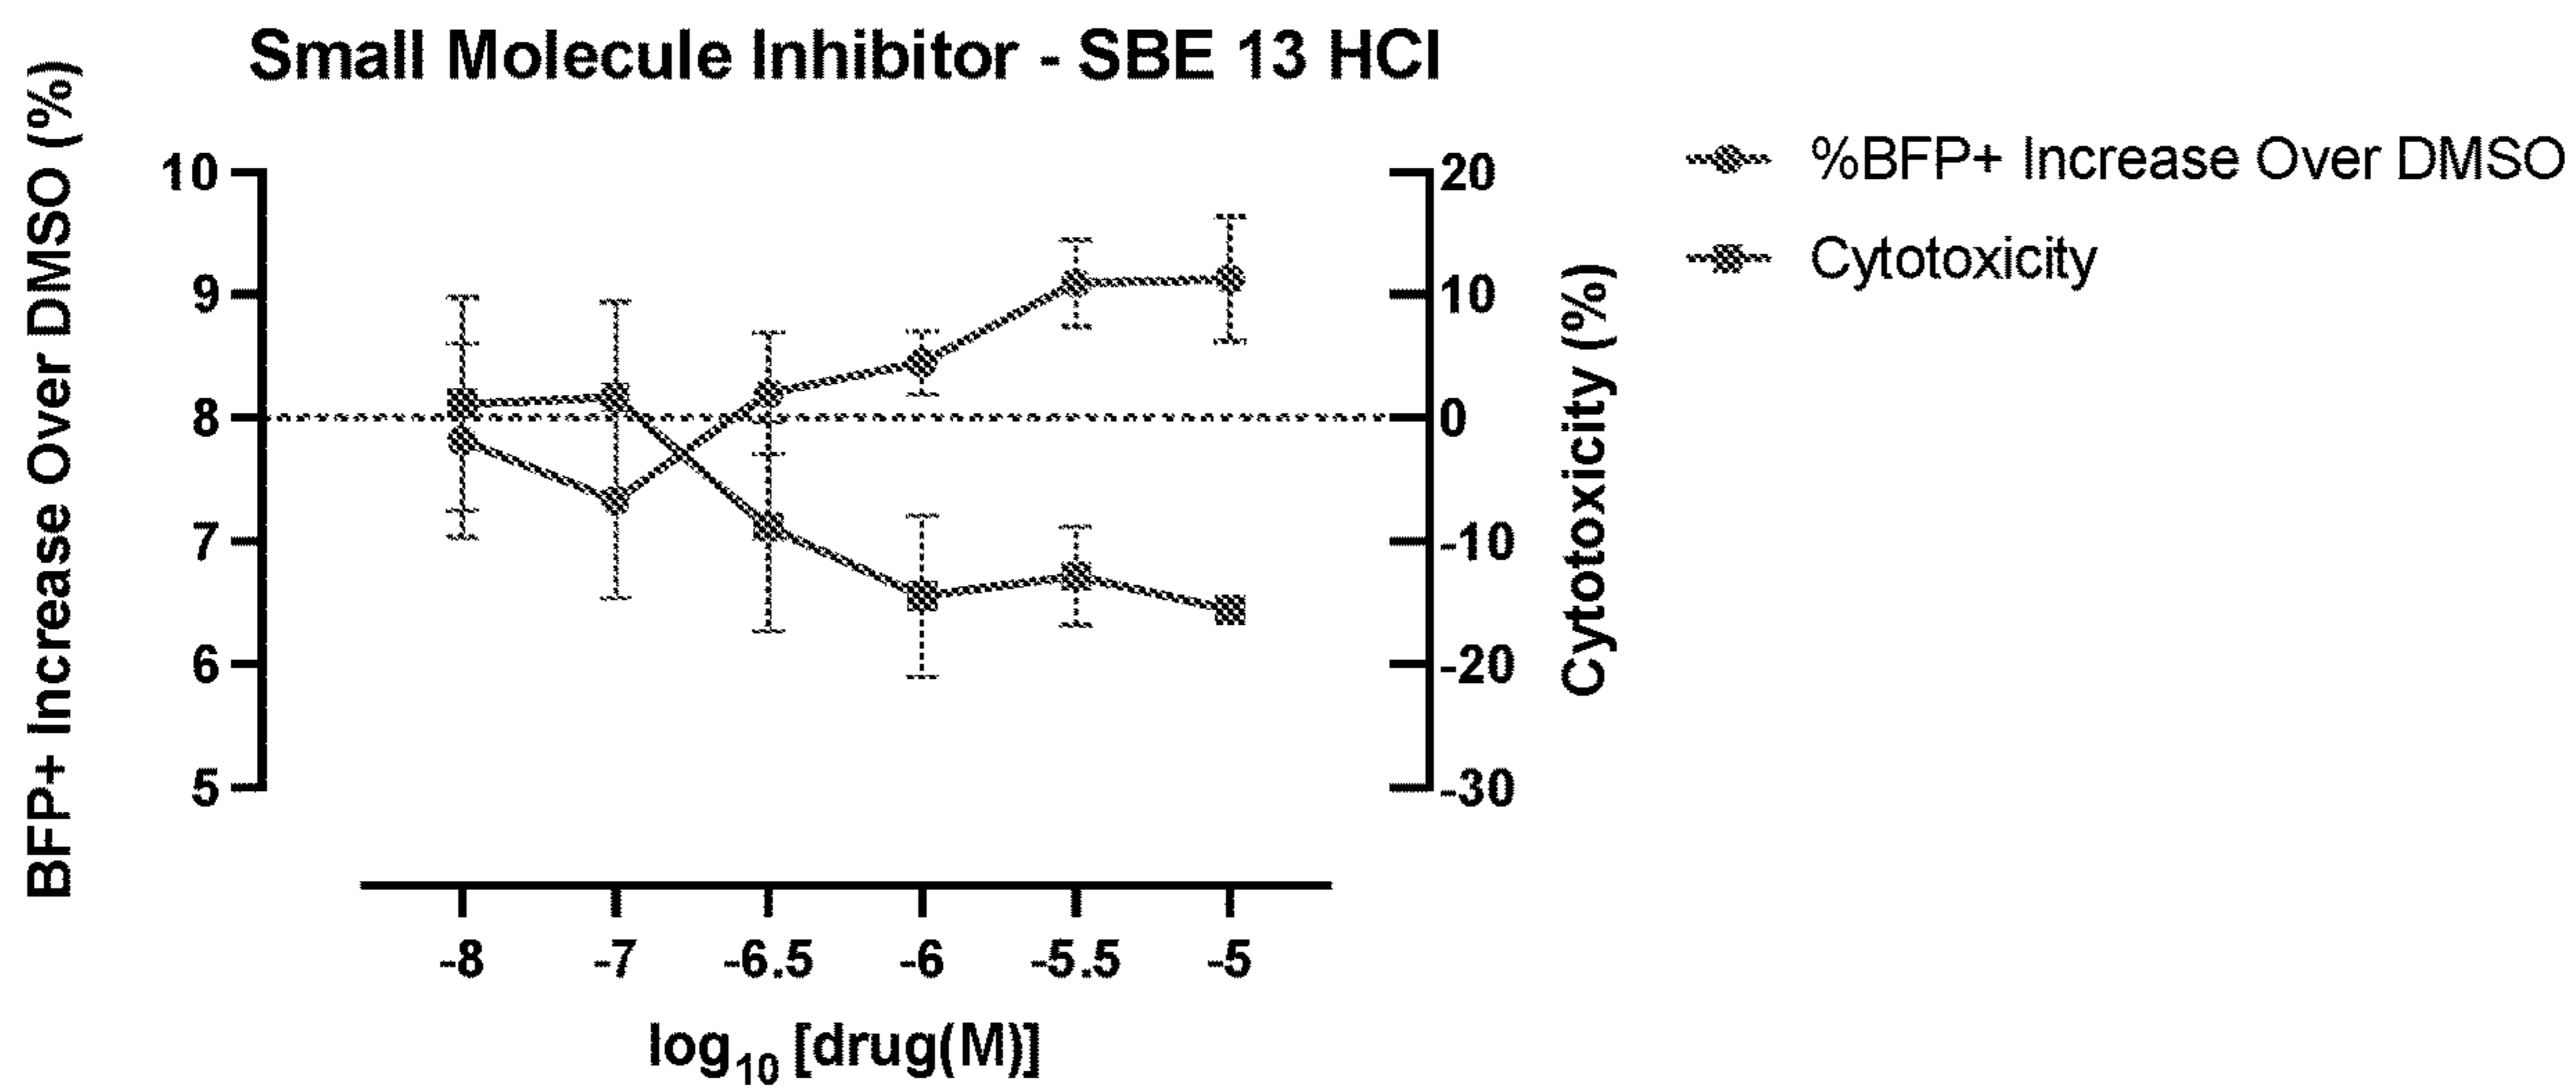 Small Molecule Inhibitor - SBE 13 HCl
BFP+ Increase Over DMSO (%)
10
9
8
7
6
5
20
10
0
-10
-20
-30
Cytotoxicity (%)
%BFP+ Increase Over DMSO
Cytotoxicity
-8 -7 -6.5 -6 -5.5 -5
log10 [drug(M)]